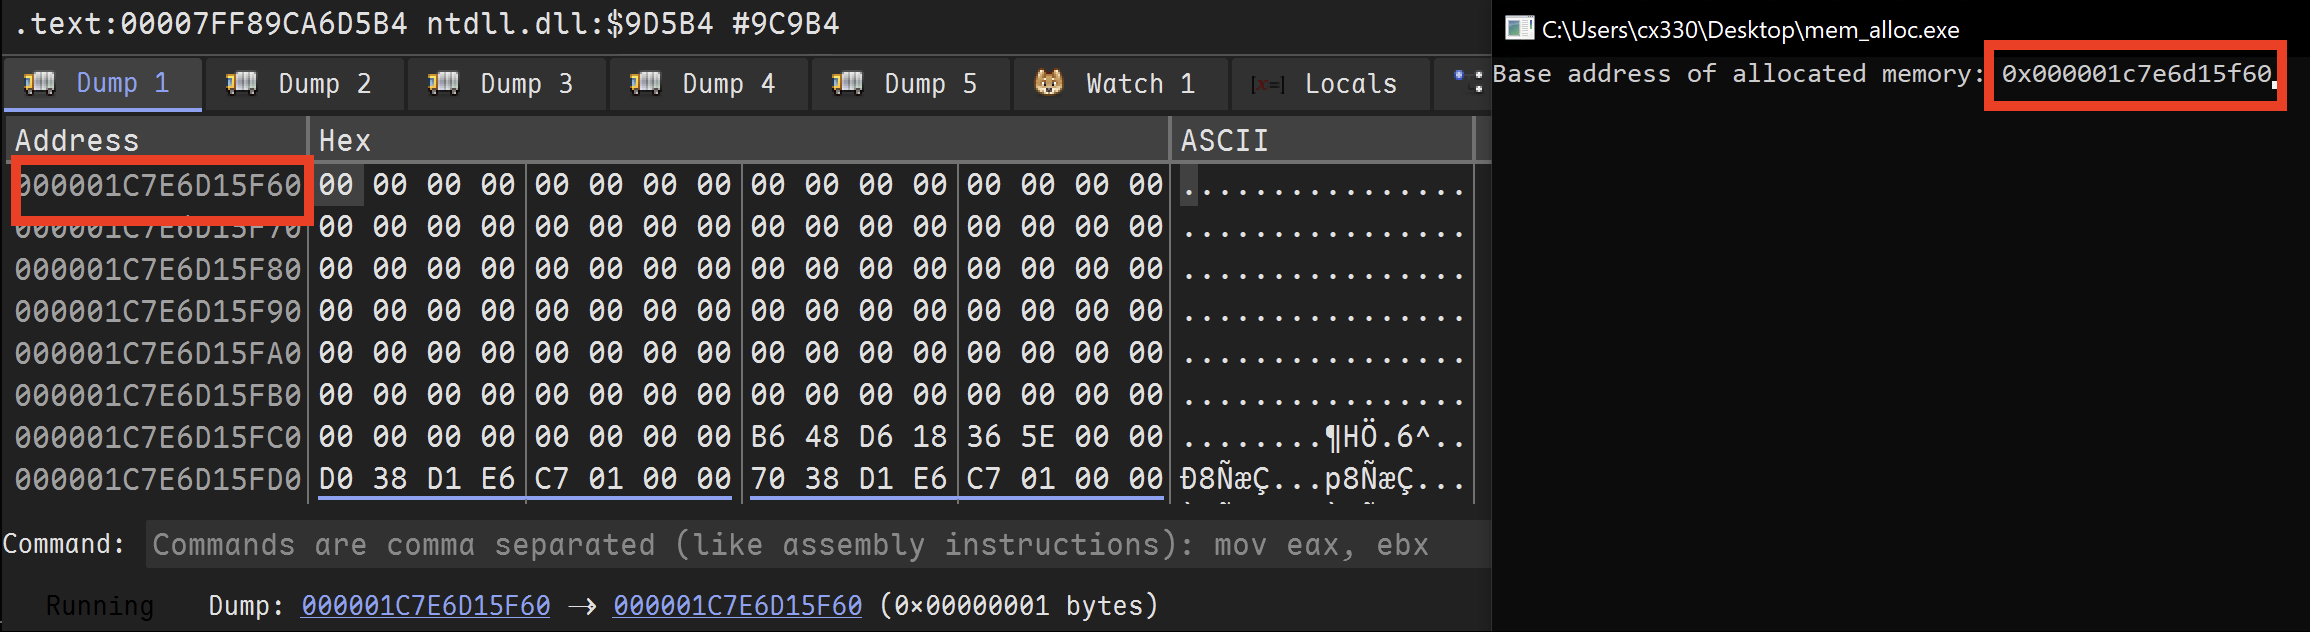 .text:00007FF89CA6D5B4 ntdll.dll:$9D5B4 #9C9B4
Dump 1 Dump 2 Dump 3 Dump 4 Dump 5 Watch 1 [x=] Locals
Address Hex ASCII
000001C7E6D15F60 00 00 00 00 00 00 00 00 00 00 00 00 00 00 00 00 ................
000001C7E6D15F70 00 00 00 00 00 00 00 00 00 00 00 00 00 00 00 00 ................
000001C7E6D15F80 00 00 00 00 00 00 00 00 00 00 00 00 00 00 00 00 ................
000001C7E6D15F90 00 00 00 00 00 00 00 00 00 00 00 00 00 00 00 00 ................
000001C7E6D15FA0 00 00 00 00 00 00 00 00 00 00 00 00 00 00 00 00 ................
000001C7E6D15FB0 00 00 00 00 00 00 00 00 00 00 00 00 00 00 00 00 ................
000001C7E6D15FC0 00 00 00 00 00 00 00 00 B6 48 D6 18 36 5E 00 00 ........¶HÖ.6^..
000001C7E6D15FD0 D0 38 D1 E6 C7 01 00 00 70 38 D1 E6 C7 01 00 00 Ð8ÑæÇ...p8ÑæÇ...
Command: Commands are comma separated (like assembly instructions): mov eax, ebx
Running Dump: 000001C7E6D15F60 → 000001C7E6D15F60 (0x00000001 bytes)
C:\Users\cx330\Desktop\mem_alloc.exe
Base address of allocated memory: 0x000001c7e6d15f60